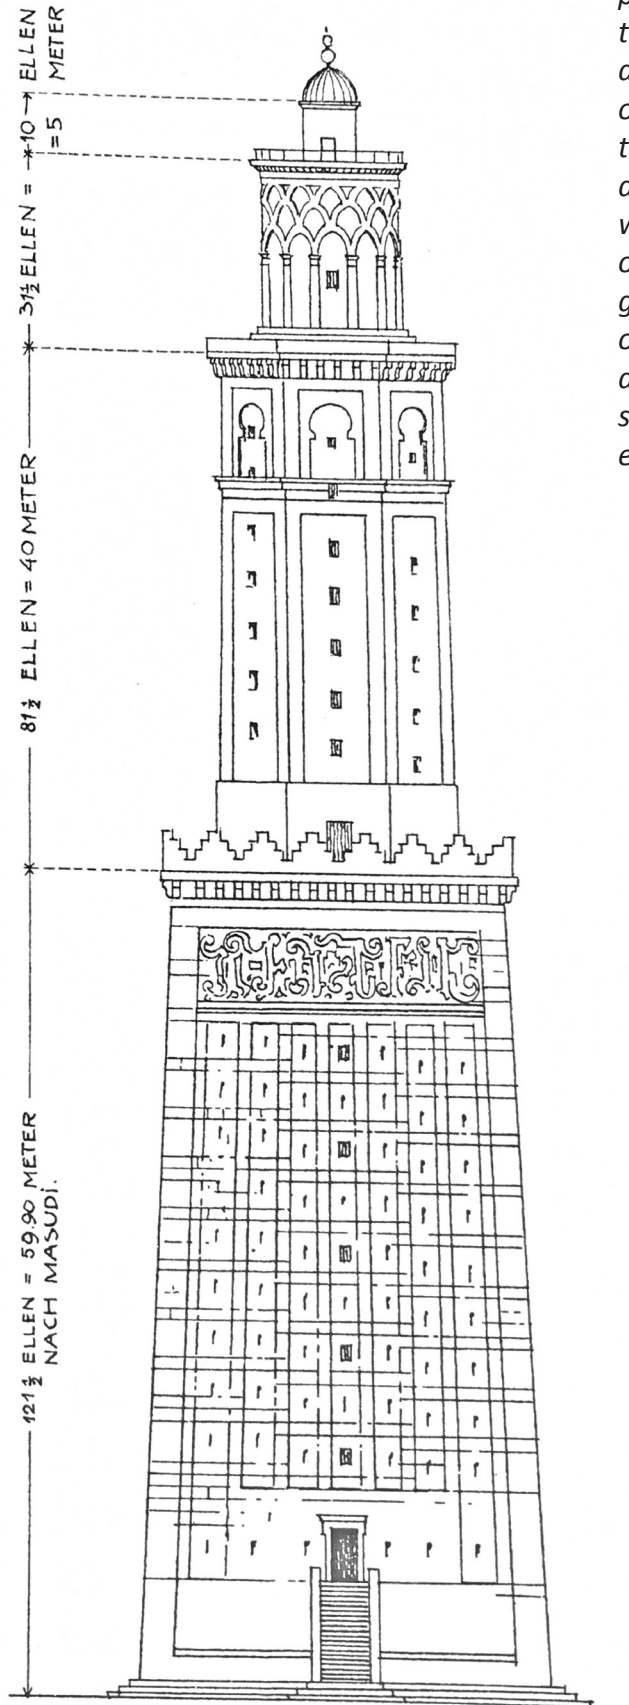 ELLEN
METER
10
=5
31½ ELLEN =
81½ ELLEN = 40 METER
121½ ELLEN = 59.90 METER
NACH MASUDI.